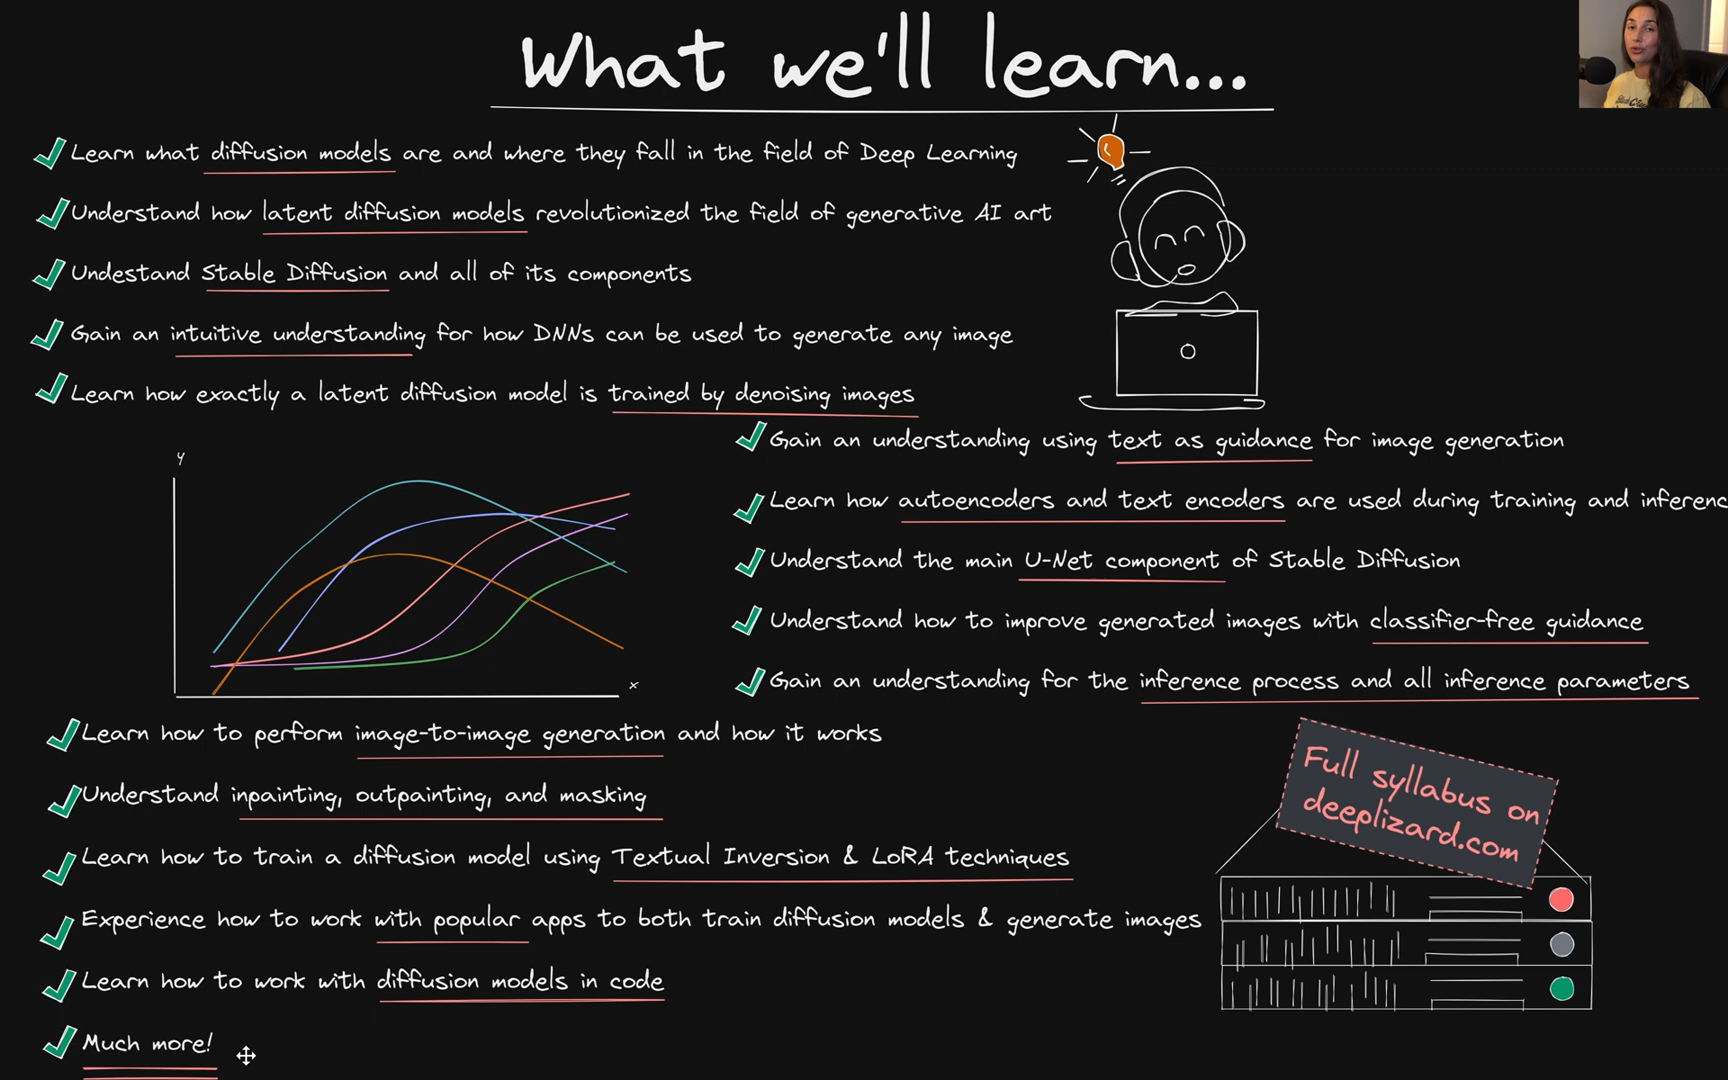 What we'll learn...
Learn what diffusion models are and where they fall in the field of Deep Learning
Understand how latent diffusion models revolutionized the field of generative AI art
Undestand Stable Diffusion and all of its components
Gain an intuitive understanding for how DNNs can be used to generate any image
Learn how exactly a latent diffusion model is trained by denoising images
Gain an understanding using text as guidance for image generation
Learn how autoencoders and text encoders are used during training and inferenc
Understand the main U-Net component of Stable Diffusion
Understand how to improve generated images with classifier-free guidance
Gain an understanding for the inference process and all inference parameters
y
x
Learn how to perform image-to-image generation and how it works
Understand inpainting, outpainting, and masking
Learn how to train a diffusion model using Textual Inversion & LoRA techniques
Experience how to work with popular apps to both train diffusion models & generate images
Learn how to work with diffusion models in code
Much more!
Full syllabus on
deeplizard.com